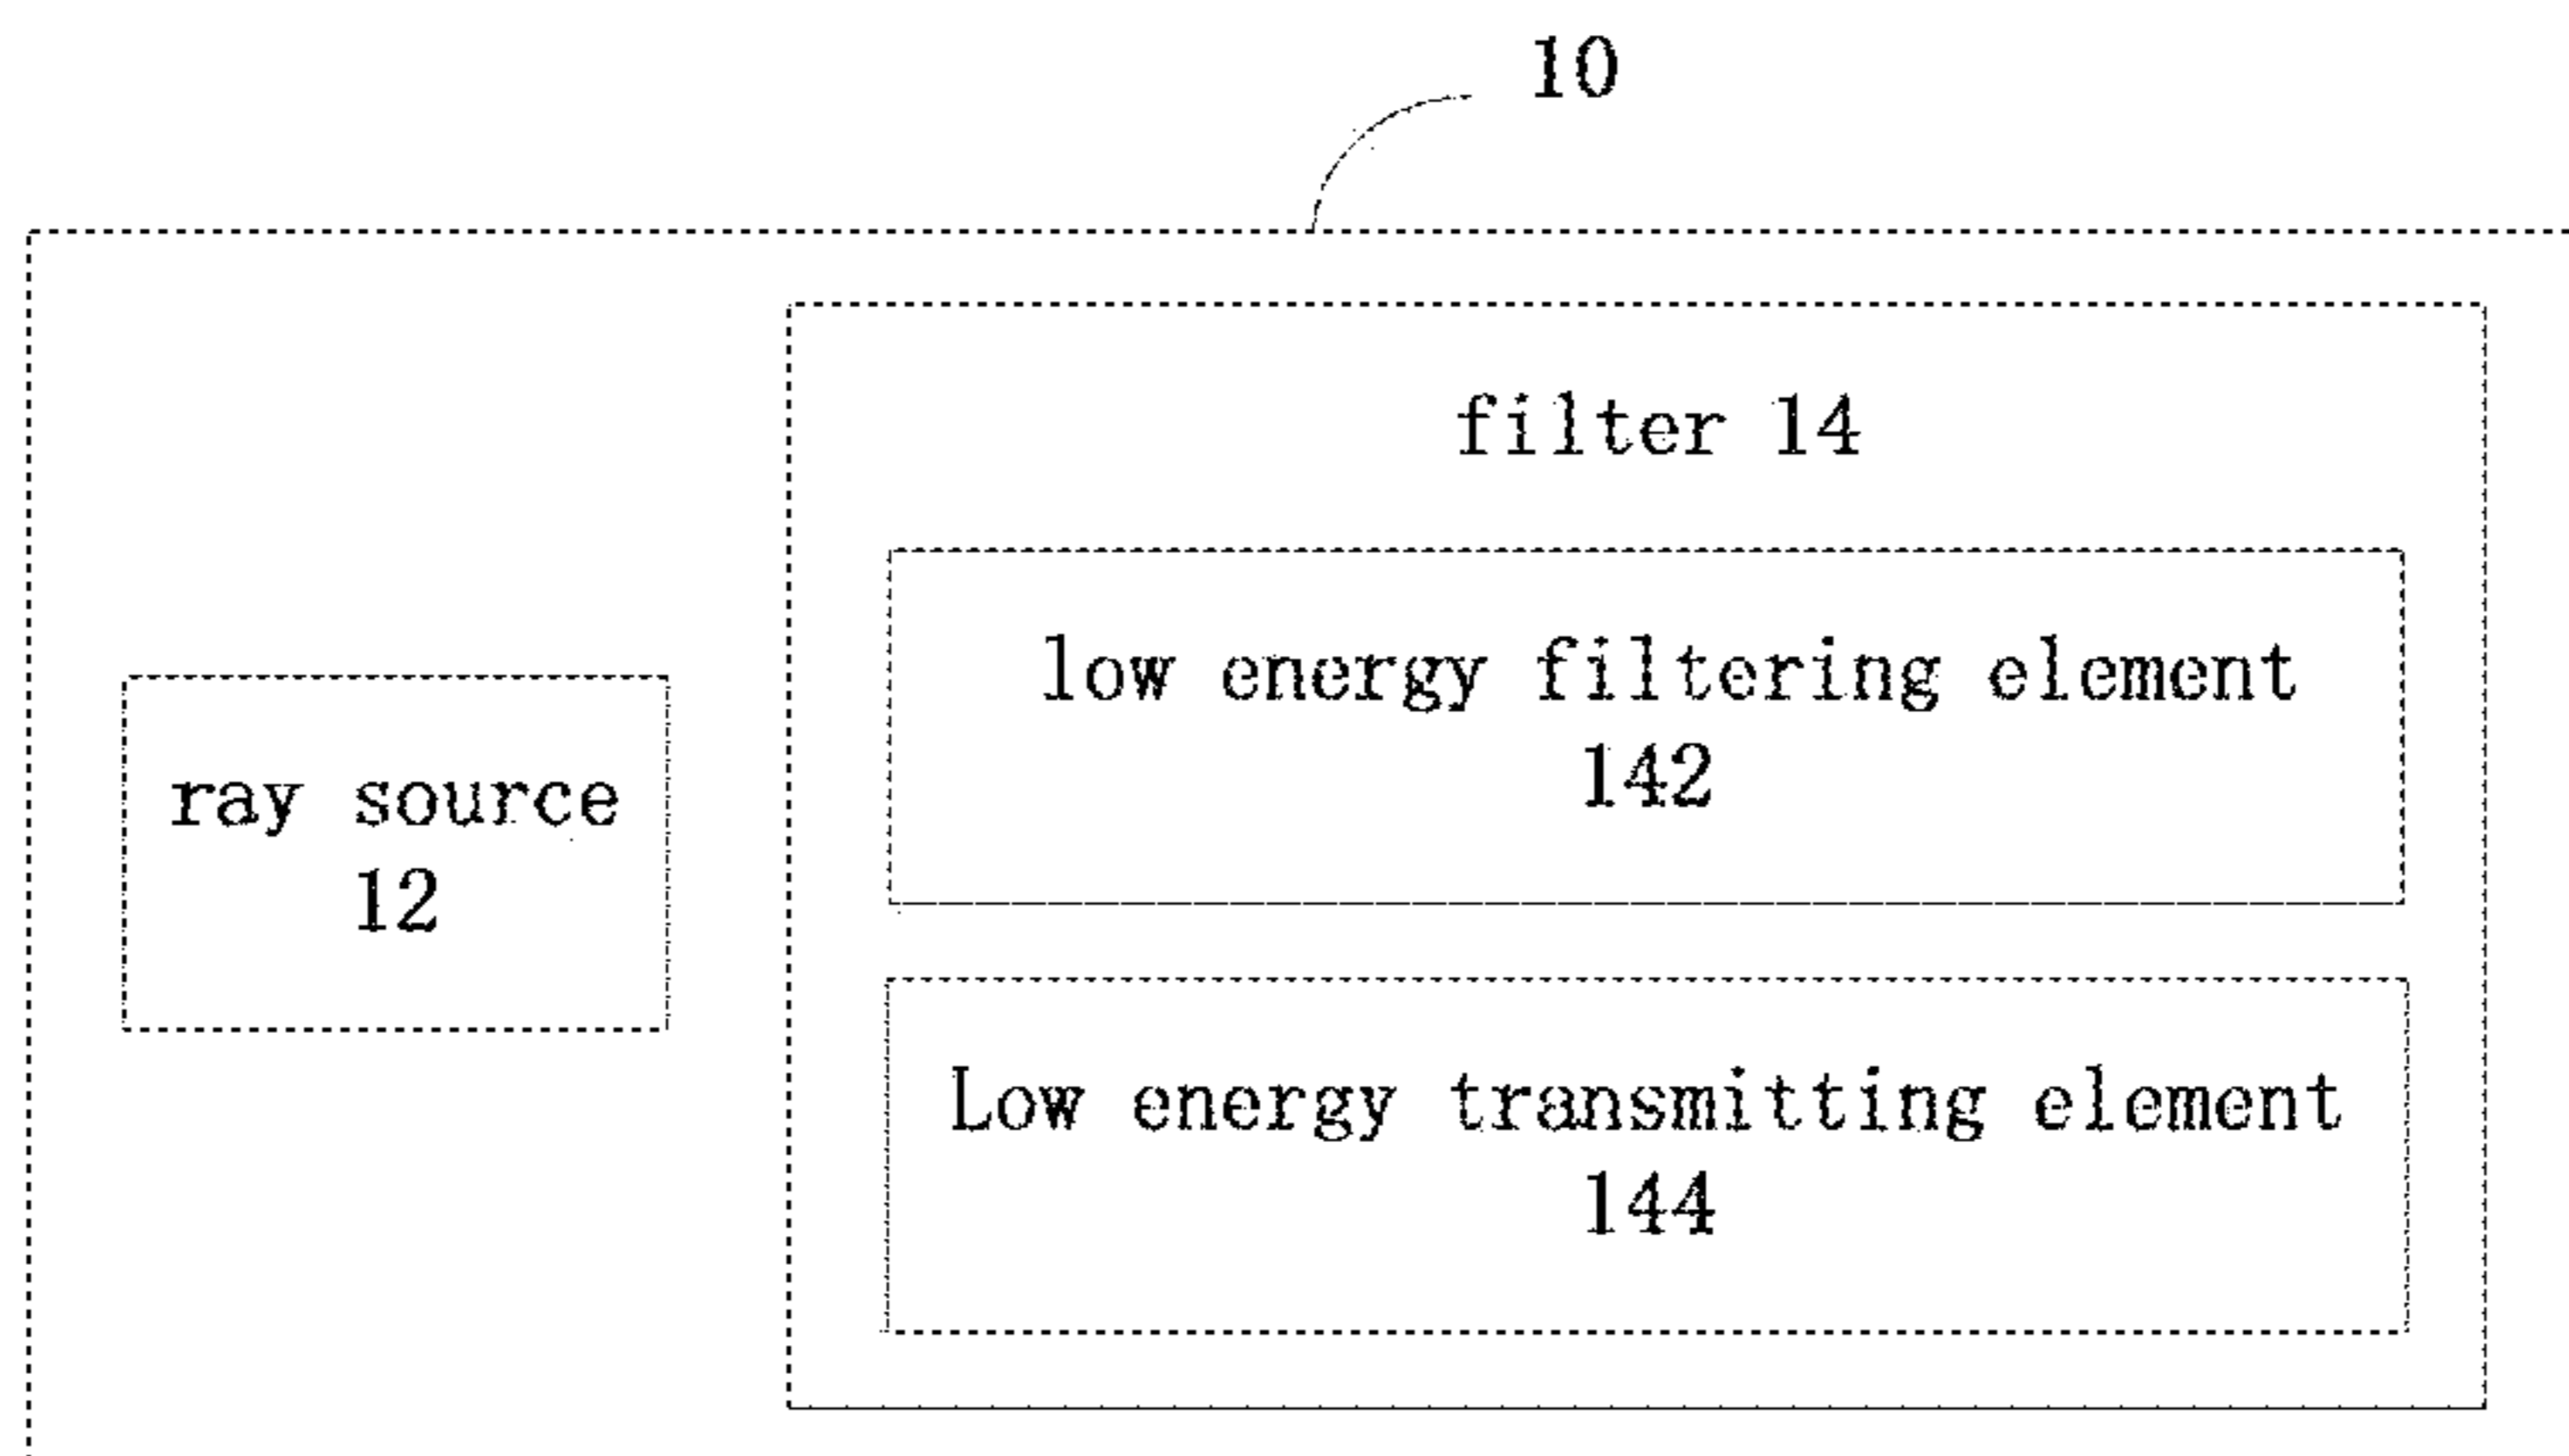 10
filter 14
low energy filtering element
142
ray source
12
Low energy transmitting element
144